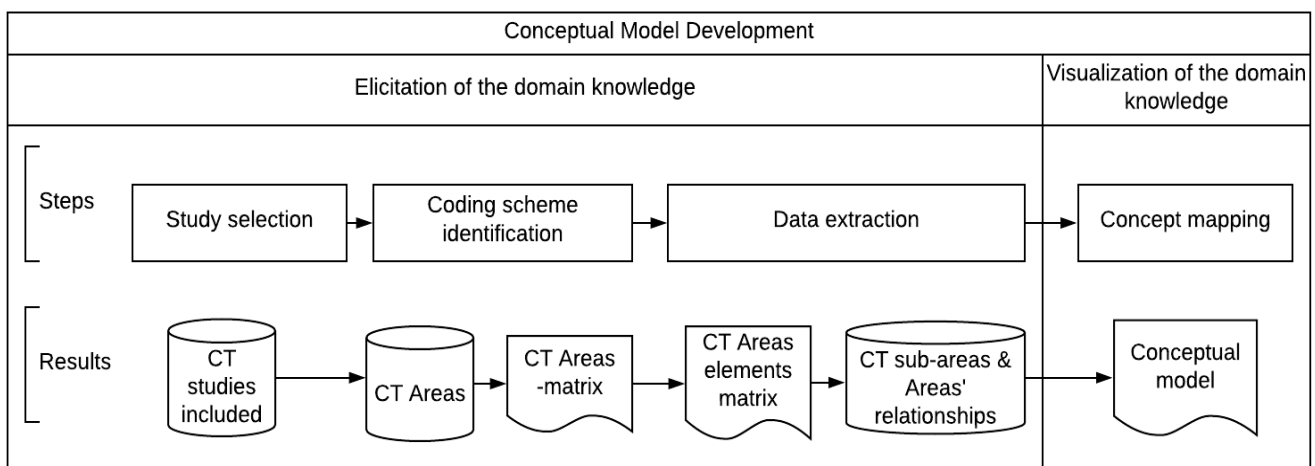 Conceptual Model Development
Elicitation of the domain knowledge
Visualization of the domain
knowledge
Steps
Study selection
Coding scheme
identification
Data extraction
Concept mapping
Results
CT
studies
included
CT Areas
CT Areas
-matrix
CT Areas
elements
matrix
CT sub-areas &
Areas'
relationships
Conceptual
model